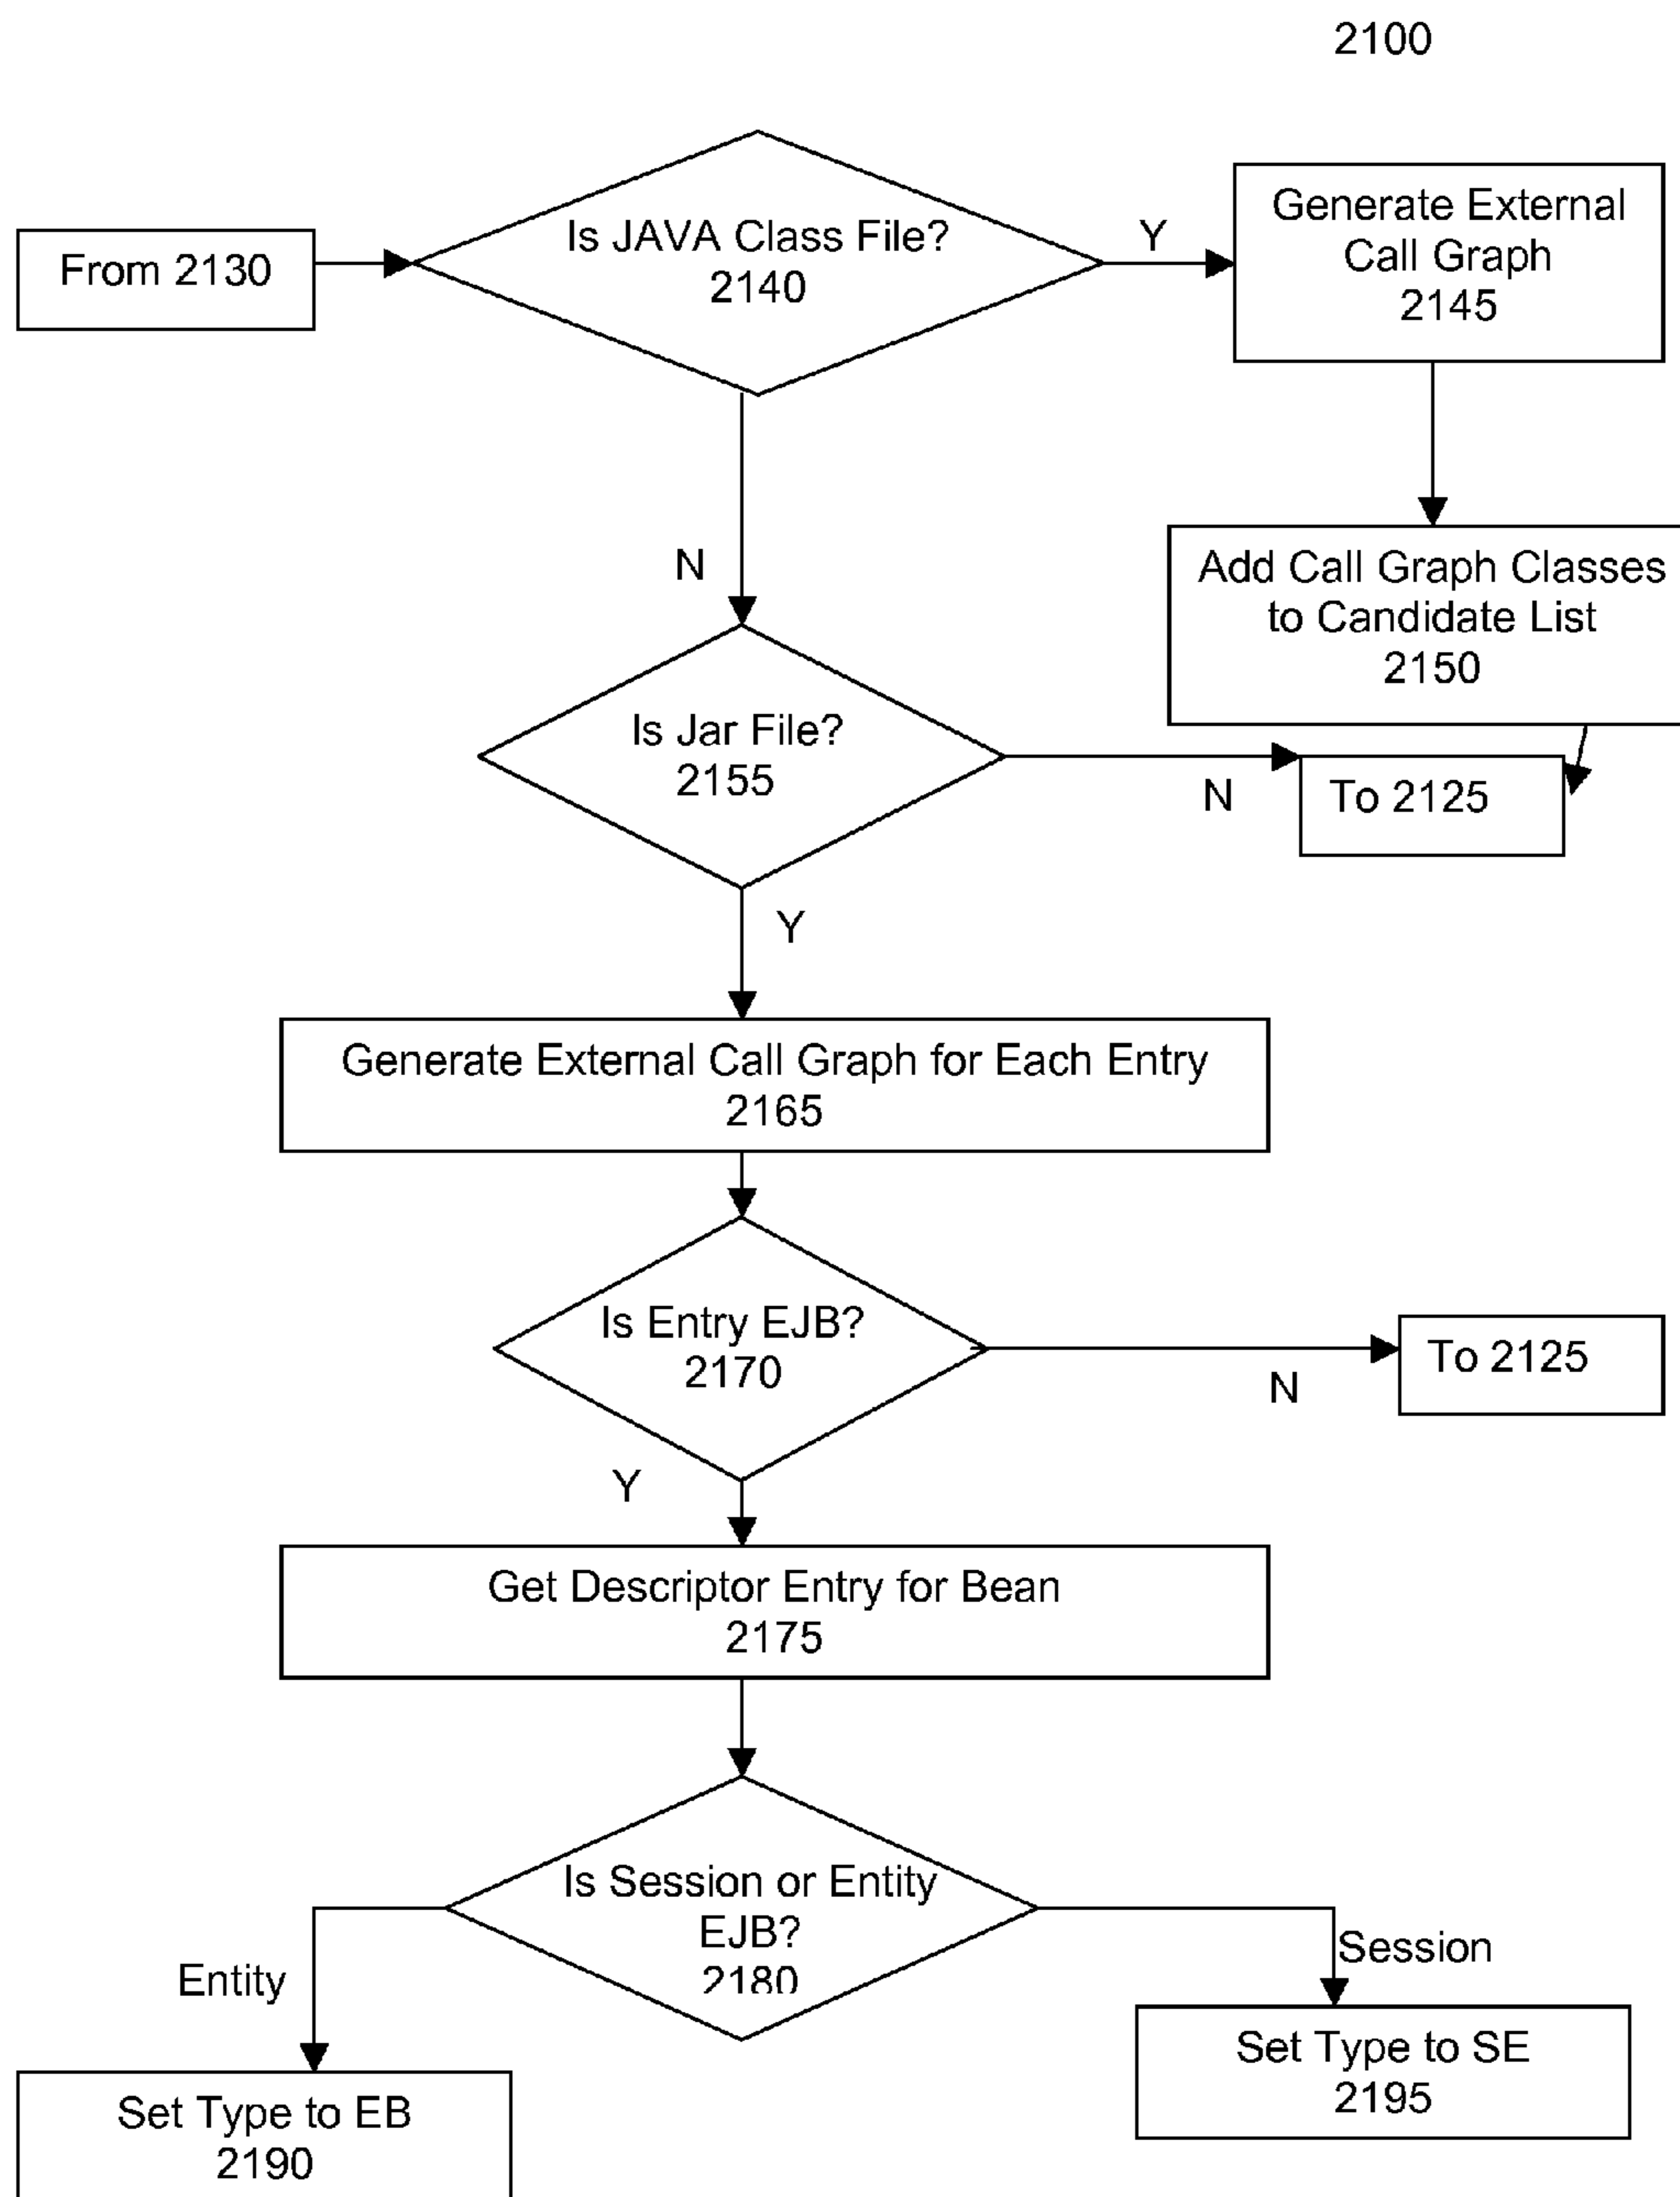 2100
From 2130
Is JAVA Class File?
2140
Y
Generate External
Call Graph
2145
N
Add Call Graph Classes
to Candidate List
2150
Is Jar File?
2155
N
To 2125
Y
Generate External Call Graph for Each Entry
2165
Is Entry EJB?
2170
N
To 2125
Y
Get Descriptor Entry for Bean
2175
Is Session or Entity
EJB?
2180
Entity
Session
Set Type to EB
2190
Set Type to SE
2195